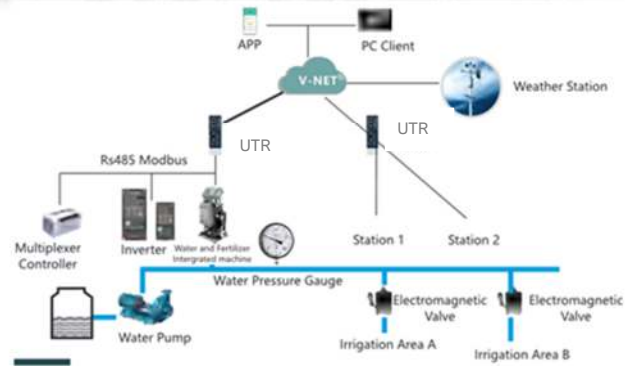 APP
PC Client
V-NET®
Weather Station
UTR
UTR
Rs485 Modbus
Multiplexer
Controller
Inverter
Water and Fertilizer
Intergrated machine
Station 1
Station 2
Water Pressure Gauge
Electromagnetic
Valve
Electromagnetic
Valve
Water Pump
Irrigation Area A
Irrigation Area B